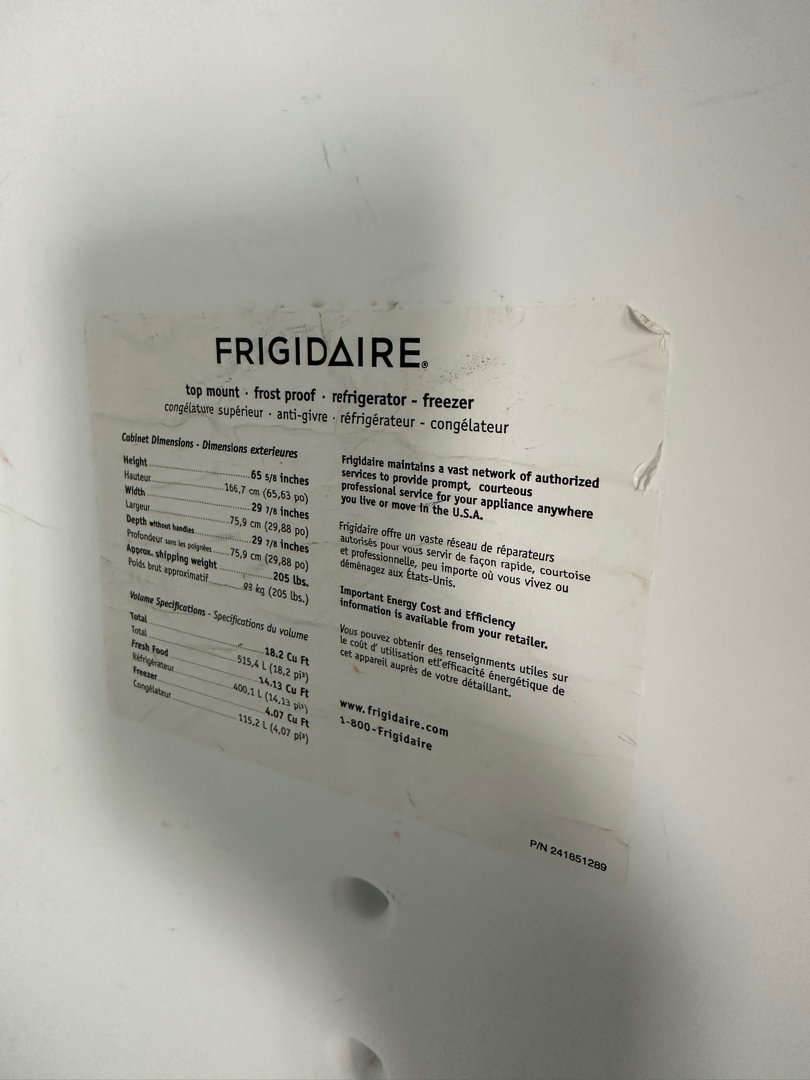 FRIGIDAIRE®
top mount · frost proof · refrigerator - freezer
congélature supérieur · anti-givre · réfrigérateur - congélateur
Cabinet Dimensions - Dimensions exterieures
Height 65 5/8 inches
Hauteur 166,7 cm (65,63 po)
Width 29 7/8 inches
Largeur 75,9 cm (29,88 po)
Depth without handles 29 7/8 inches
Profondeur sans les poignées 75,9 cm (29,88 po)
Approx. shipping weight 205 lbs.
Poids brut approximatif 93 kg (205 lbs.)
Volume Specifications - Specifications du volume
Total 18.2 Cu Ft
Total 515,4 L (18,2 pi³)
Fresh Food 14.13 Cu Ft
Réfrigérateur 400,1 L (14,13 pi³)
Freezer 4.07 Cu Ft
Congélateur 115,2 L (4,07 pi³)
Frigidaire maintains a vast network of authorized
services to provide prompt, courteous
professional service for your appliance anywhere
you live or move in the U.S.A.
Frigidaire offre un vaste réseau de réparateurs
autorisés pour vous servir de façon rapide, courtoise
et professionnelle, peu importe où vous vivez ou
déménagez aux États-Unis.
Important Energy Cost and Efficiency
information is available from your retailer.
Vous pouvez obtenir des renseignments utiles sur
le coût d' utilisation etl'efficacité énergétique de
cet appareil auprès de votre détaillant.
www.frigidaire.com
1-800-Frigidaire
P/N 241851289